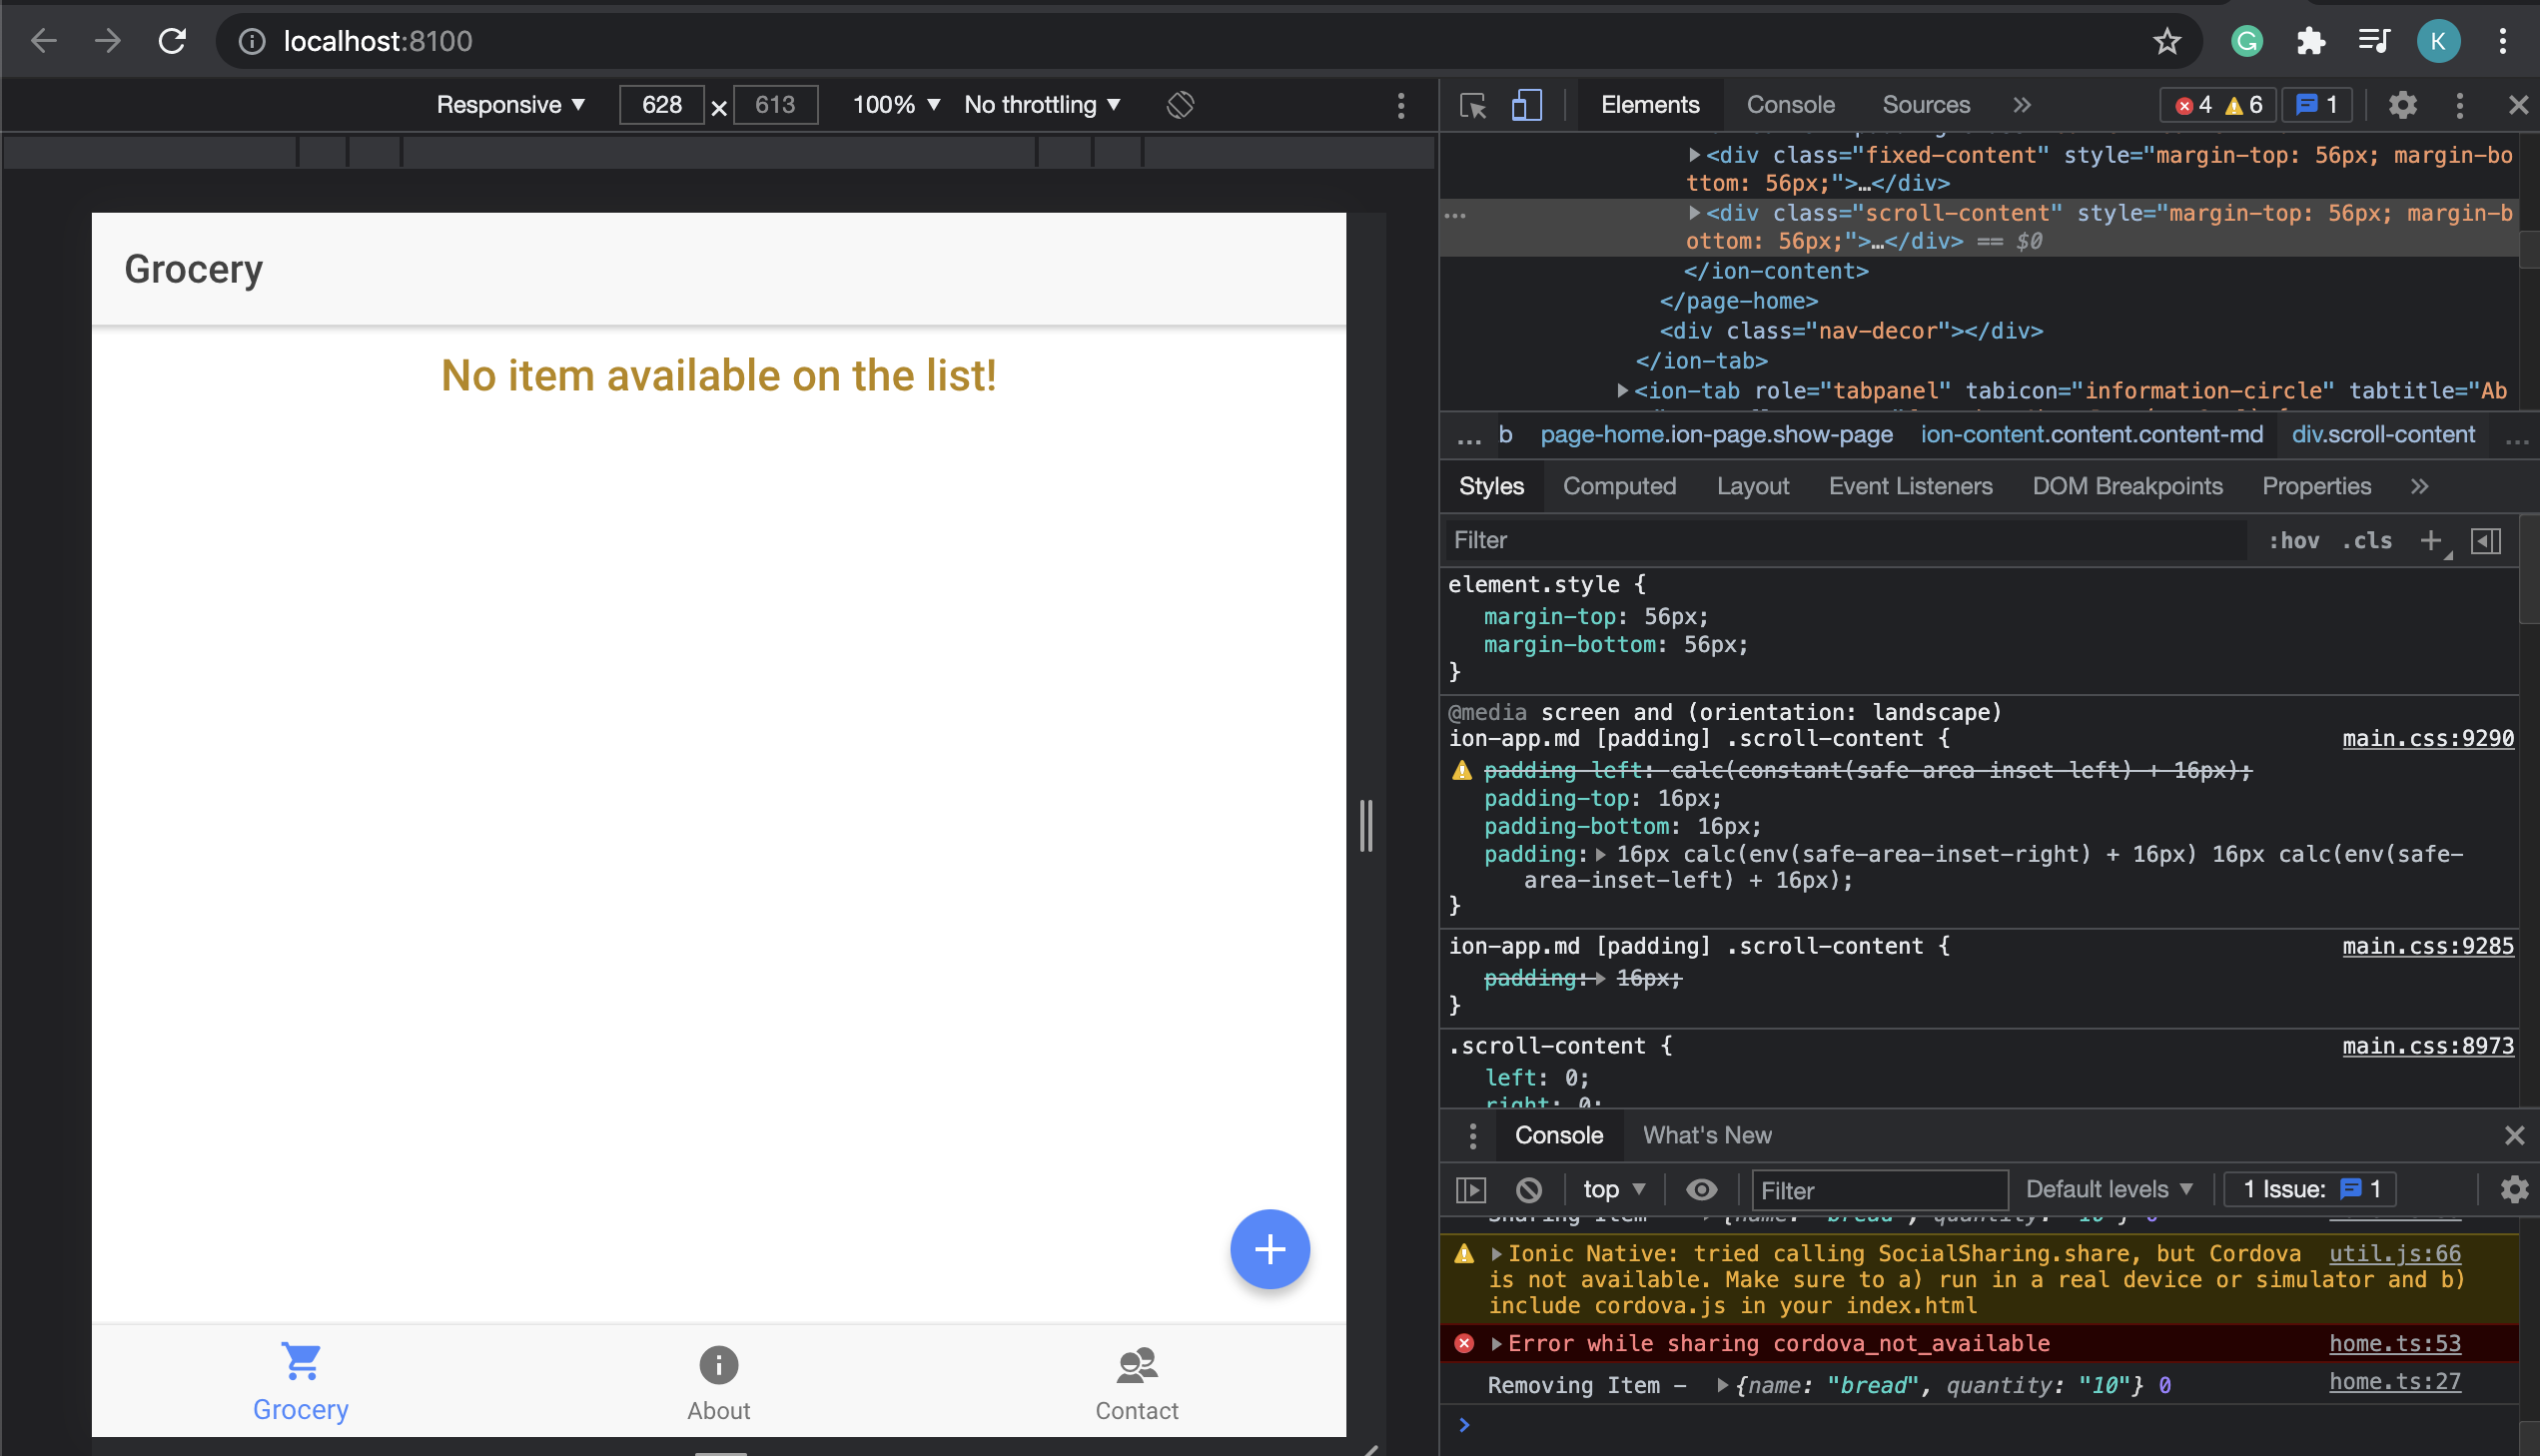 localhost:8100
K
Responsive ▼ 628 × 613 100% ▼ No throttling ▼
Elements Console Sources » 4 6 1
Grocery
No item available on the list!
Grocery
About
Contact
▶<div class="fixed-content" style="margin-top: 56px; margin-bo
ttom: 56px;">…</div>
▶<div class="scroll-content" style="margin-top: 56px; margin-b
ottom: 56px;">…</div> == $0
</ion-content>
</page-home>
<div class="nav-decor"></div>
</ion-tab>
▶<ion-tab role="tabpanel" tabicon="information-circle" tabtitle="Ab
... b page-home.ion-page.show-page ion-content.content.content-md div.scroll-content ...
Styles Computed Layout Event Listeners DOM Breakpoints Properties »
Filter :hov .cls +
element.style {
margin-top: 56px;
margin-bottom: 56px;
}
@media screen and (orientation: landscape)
ion-app.md [padding] .scroll-content { main.css:9290
padding-left: calc(constant(safe-area-inset-left) + 16px);
padding-top: 16px;
padding-bottom: 16px;
padding:▶ 16px calc(env(safe-area-inset-right) + 16px) 16px calc(env(safe-
area-inset-left) + 16px);
}
ion-app.md [padding] .scroll-content { main.css:9285
padding:▶ 16px;
}
.scroll-content { main.css:8973
left: 0;
right: 0;
Console What's New
top ▼ Filter Default levels ▼ 1 Issue: 1
Sharing Item - {name: "bread", quantity: "10"} 0
▶Ionic Native: tried calling SocialSharing.share, but Cordova util.js:66
is not available. Make sure to a) run in a real device or simulator and b)
include cordova.js in your index.html
▶Error while sharing cordova_not_available home.ts:53
Removing Item - ▶{name: "bread", quantity: "10"} 0 home.ts:27
>